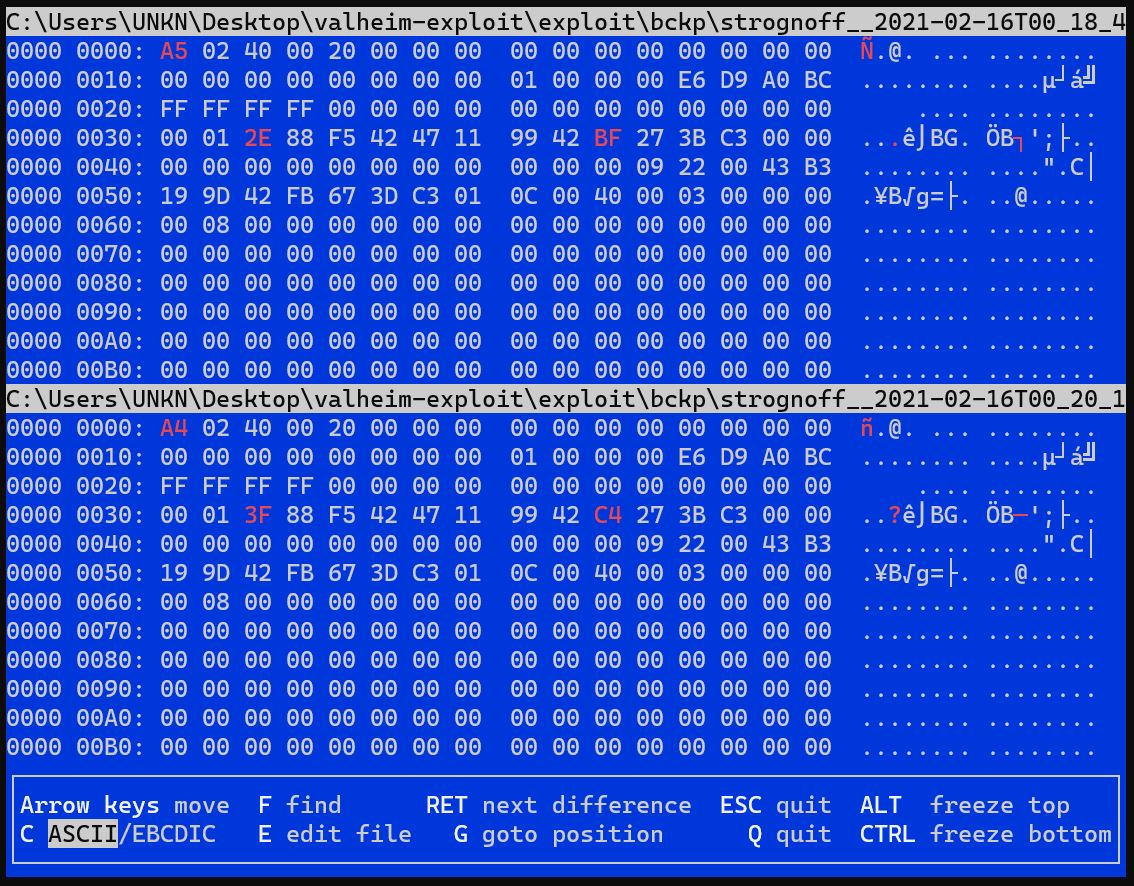 C:\Users\UNKN\Desktop\valheim-exploit\exploit\bckp\strognoff__2021-02-16T00_18_4
0000 0000: A5 02 40 00 20 00 00 00  00 00 00 00 00 00 00 00  Ñ.@. ... ........
0000 0010: 00 00 00 00 00 00 00 00  01 00 00 00 E6 D9 A0 BC  ........ ....µ┘á╝
0000 0020: FF FF FF FF 00 00 00 00  00 00 00 00 00 00 00 00      .... ........
0000 0030: 00 01 2E 88 F5 42 47 11  99 42 BF 27 3B C3 00 00  ...ê⌡BG. ÖB┐';├..
0000 0040: 00 00 00 00 00 00 00 00  00 00 00 09 22 00 43 B3  ........ ....".C│
0000 0050: 19 9D 42 FB 67 3D C3 01  0C 00 40 00 03 00 00 00  .¥B√g=├. ..@.....
0000 0060: 00 08 00 00 00 00 00 00  00 00 00 00 00 00 00 00  ........ ........
0000 0070: 00 00 00 00 00 00 00 00  00 00 00 00 00 00 00 00  ........ ........
0000 0080: 00 00 00 00 00 00 00 00  00 00 00 00 00 00 00 00  ........ ........
0000 0090: 00 00 00 00 00 00 00 00  00 00 00 00 00 00 00 00  ........ ........
0000 00A0: 00 00 00 00 00 00 00 00  00 00 00 00 00 00 00 00  ........ ........
0000 00B0: 00 00 00 00 00 00 00 00  00 00 00 00 00 00 00 00  ........ ........
C:\Users\UNKN\Desktop\valheim-exploit\exploit\bckp\strognoff__2021-02-16T00_20_1
0000 0000: A4 02 40 00 20 00 00 00  00 00 00 00 00 00 00 00  ñ.@. ... ........
0000 0010: 00 00 00 00 00 00 00 00  01 00 00 00 E6 D9 A0 BC  ........ ....µ┘á╝
0000 0020: FF FF FF FF 00 00 00 00  00 00 00 00 00 00 00 00      .... ........
0000 0030: 00 01 3F 88 F5 42 47 11  99 42 C4 27 3B C3 00 00  ..?ê⌡BG. ÖB─';├..
0000 0040: 00 00 00 00 00 00 00 00  00 00 00 09 22 00 43 B3  ........ ....".C│
0000 0050: 19 9D 42 FB 67 3D C3 01  0C 00 40 00 03 00 00 00  .¥B√g=├. ..@.....
0000 0060: 00 08 00 00 00 00 00 00  00 00 00 00 00 00 00 00  ........ ........
0000 0070: 00 00 00 00 00 00 00 00  00 00 00 00 00 00 00 00  ........ ........
0000 0080: 00 00 00 00 00 00 00 00  00 00 00 00 00 00 00 00  ........ ........
0000 0090: 00 00 00 00 00 00 00 00  00 00 00 00 00 00 00 00  ........ ........
0000 00A0: 00 00 00 00 00 00 00 00  00 00 00 00 00 00 00 00  ........ ........
0000 00B0: 00 00 00 00 00 00 00 00  00 00 00 00 00 00 00 00  ........ ........
Arrow keys move  F find      RET next difference  ESC quit  ALT  freeze top
C ASCII/EBCDIC   E edit file   G goto position      Q quit  CTRL freeze bottom